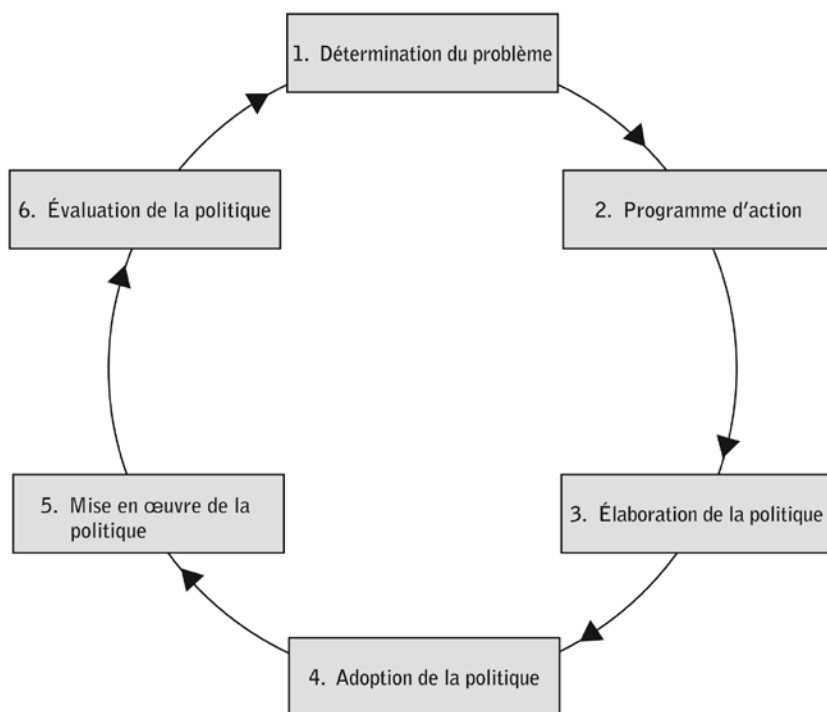 1. Détermination du problème
2. Programme d'action
3. Élaboration de la politique
4. Adoption de la politique
5. Mise en œuvre de la
politique
6. Évaluation de la politique